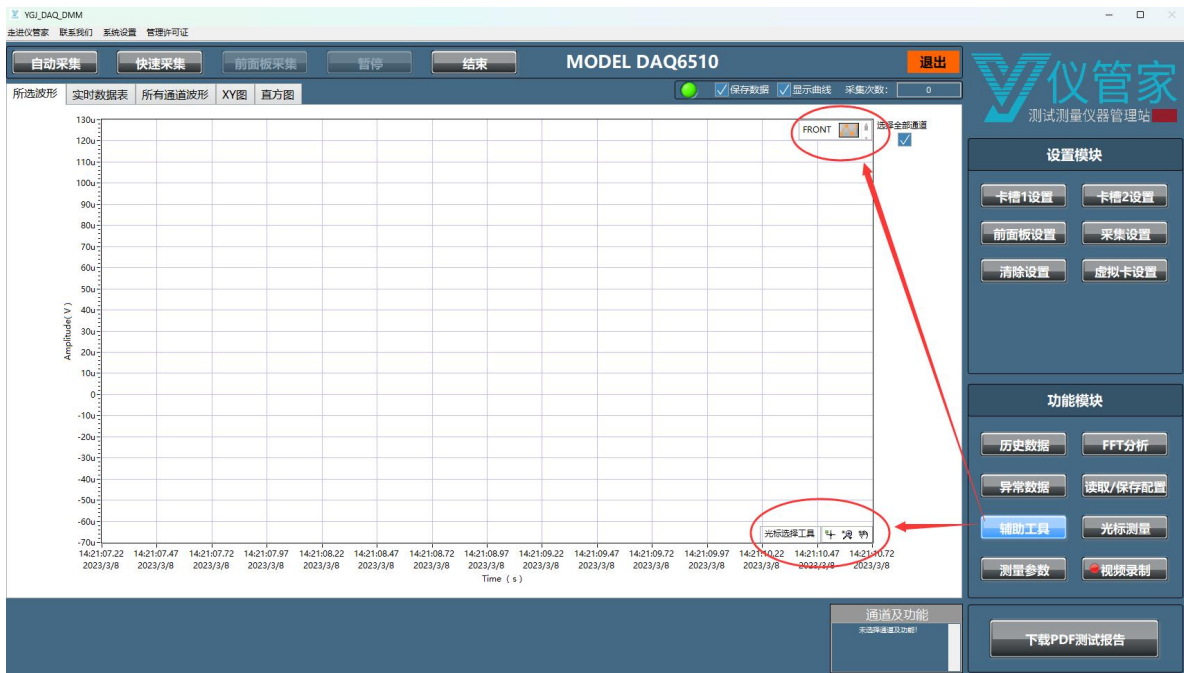 YGJ_DAQ_DMM
走进仪管家 联系我们 系统设置 管理许可证
自动采集 快速采集 前面板采集 暂停 结束 MODEL DAQ6510 退出
所选波形 实时数据表 所有通道波形 XY图 直方图
保存数据 显示曲线 采集次数: 0
仪管家
测试测量仪器管理站
FRONT
选择全部通道
130u
120u
110u
100u
90u
80u
70u
60u
50u
40u
30u
20u
10u
0
-10u
-20u
-30u
-40u
-50u
-60u
-70u
Amplitude( V )
光标选择工具
14:21:07.22 14:21:07.47 14:21:07.72 14:21:07.97 14:21:08.22 14:21:08.47 14:21:08.72 14:21:08.97 14:21:09.22 14:21:09.47 14:21:09.72 14:21:09.97 14:21:10.22 14:21:10.47 14:21:10.72
2023/3/8 2023/3/8 2023/3/8 2023/3/8 2023/3/8 2023/3/8 2023/3/8 2023/3/8 2023/3/8 2023/3/8 2023/3/8 2023/3/8 2023/3/8 2023/3/8 2023/3/8
Time ( s )
设置模块
卡槽1设置 卡槽2设置
前面板设置 采集设置
清除设置 虚拟卡设置
功能模块
历史数据 FFT分析
异常数据 读取/保存配置
辅助工具 光标测量
测量参数 视频录制
通道及功能
未选择通道及功能!
下载PDF测试报告